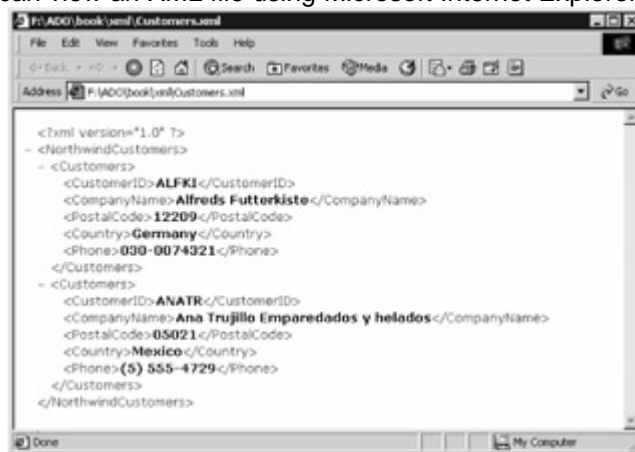 can view an XML file using Microsoft Internet Explorer
F:\ADO\book\xml\Customers.xml
File Edit View Favorites Tools Help
Back Search Favorites Media
Address F:\ADO\book\xml\Customers.xml Go
<?xml version="1.0" ?>
- <NorthwindCustomers>
- <Customers>
<CustomerID>ALFKI</CustomerID>
<CompanyName>Alfreds Futterkiste</CompanyName>
<PostalCode>12209</PostalCode>
<Country>Germany</Country>
<Phone>030-0074321</Phone>
</Customers>
- <Customers>
<CustomerID>ANATR</CustomerID>
<CompanyName>Ana Trujillo Emparedados y helados</CompanyName>
<PostalCode>05021</PostalCode>
<Country>Mexico</Country>
<Phone>(5) 555-4729</Phone>
</Customers>
</NorthwindCustomers>
Done My Computer